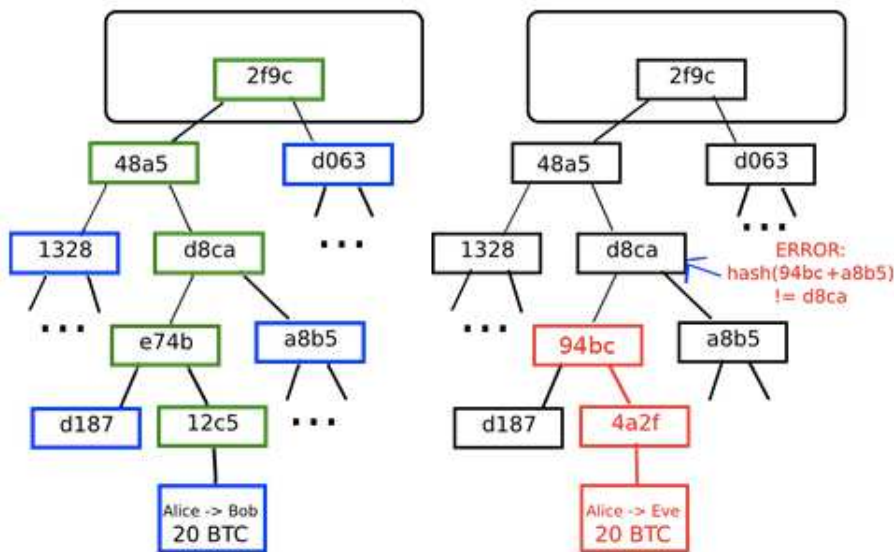 2f9c
48a5
d063
1328
d8ca
...
...
e74b
a8b5
d187
12c5
...
Alice -> Bob
20 BTC
2f9c
48a5
d063
1328
d8ca
...
ERROR:
hash(94bc+a8b5)
!= d8ca
...
94bc
a8b5
d187
4a2f
Alice -> Eve
20 BTC